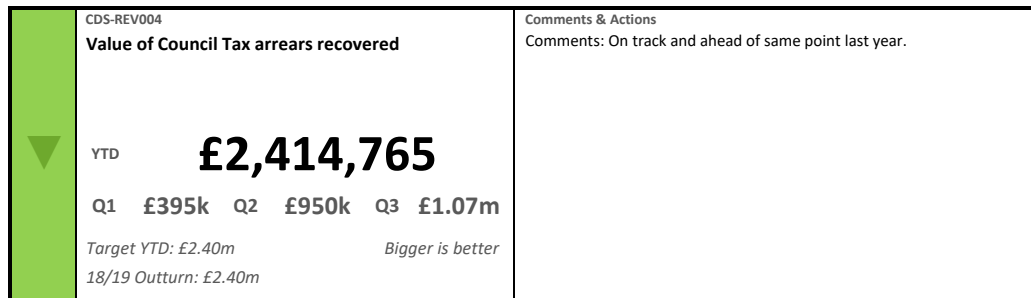 CDS-REV004
Value of Council Tax arrears recovered
YTD £2,414,765
Q1 £395k Q2 £950k Q3 £1.07m
Target YTD: £2.40m Bigger is better
18/19 Outturn: £2.40m
Comments & Actions
Comments: On track and ahead of same point last year.